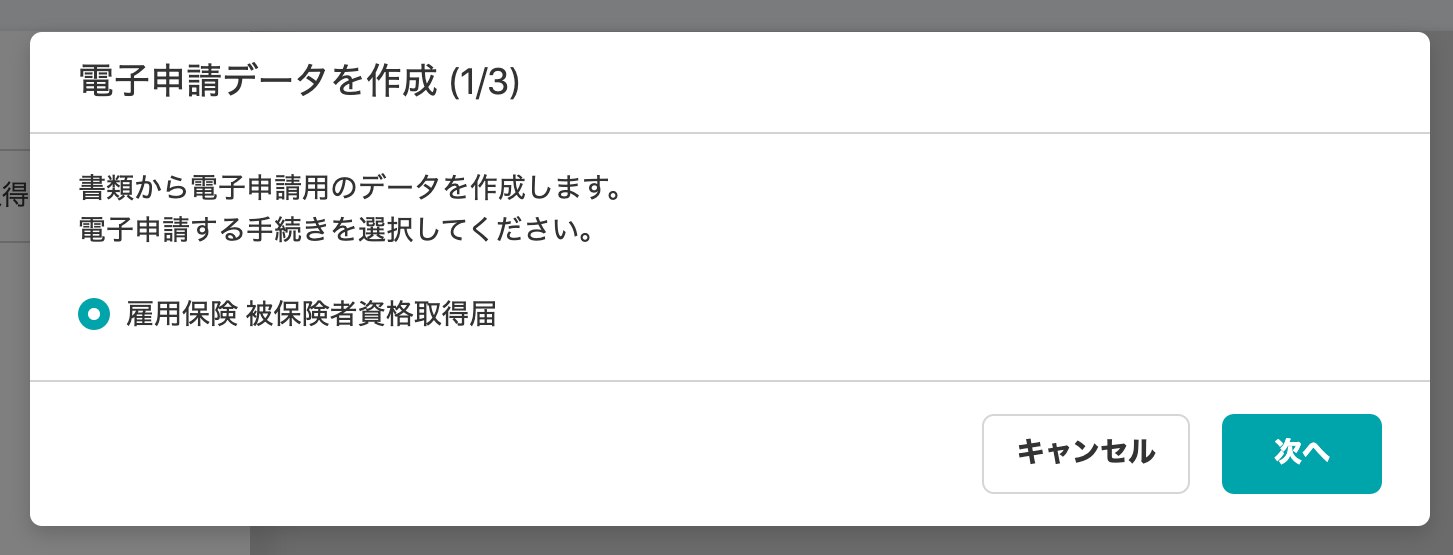 電子申請データを作成 (1/3)
書類から電子申請用のデータを作成します。
電子申請する手続きを選択してください。
得
雇用保険 被保険者資格取得届
キャンセル
次へ